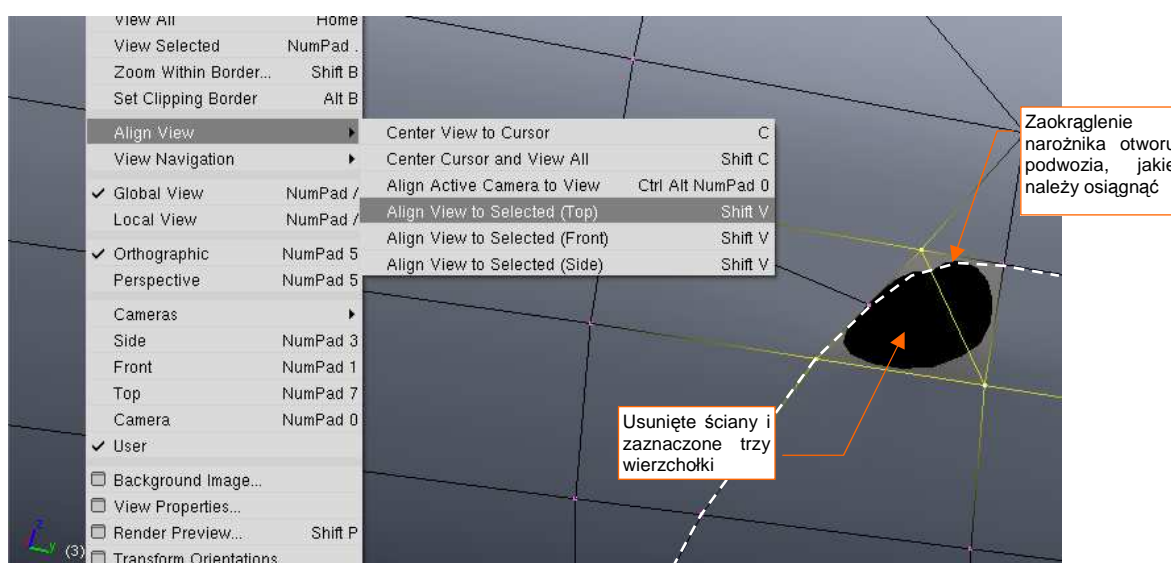 View All Home
View Selected NumPad .
Zoom Within Border... Shift B
Set Clipping Border Alt B
Align View
View Navigation
Global View NumPad /
Local View NumPad /
Orthographic NumPad 5
Perspective NumPad 5
Cameras
Side NumPad 3
Front NumPad 1
Top NumPad 7
Camera NumPad 0
User
Background Image...
View Properties...
Render Preview... Shift P
Transform Orientations
Center View to Cursor C
Center Cursor and View All Shift C
Align Active Camera to View Ctrl Alt NumPad 0
Align View to Selected (Top) Shift V
Align View to Selected (Front) Shift V
Align View to Selected (Side) Shift V
Zaokrąglenie
narożnika otworu
podwozia, jakie
należy osiągnąć
Usunięte ściany i
zaznaczone trzy
wierzchołki
z
y
(3)